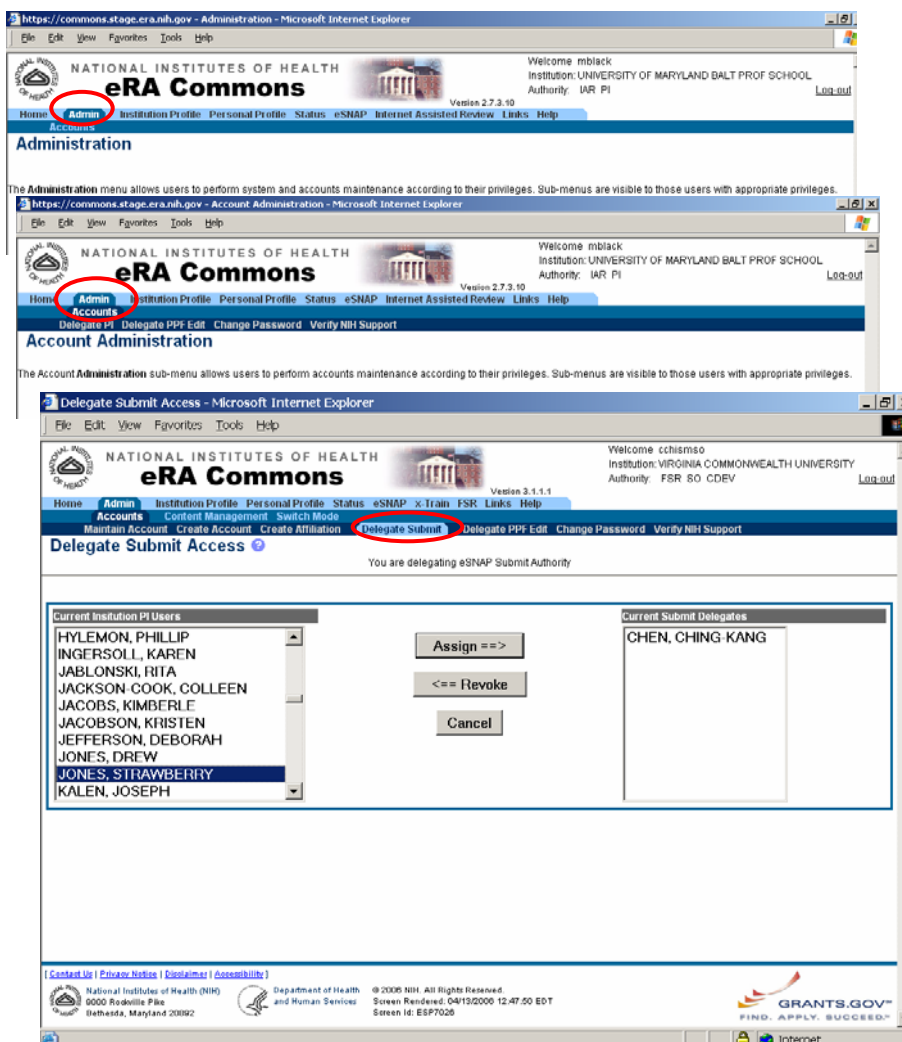 https://commons.stage.era.nih.gov - Administration - Microsoft Internet Explorer
File Edit View Favorites Tools Help
NATIONAL INSTITUTES OF HEALTH
eRA Commons
Version 2.7.3.10
Welcome mblack
Institution: UNIVERSITY OF MARYLAND BALT PROF SCHOOL
Authority: IAR PI
Log-out
Home Admin Institution Profile Personal Profile Status eSNAP Internet Assisted Review Links Help
Accounts
Administration
The Administration menu allows users to perform system and accounts maintenance according to their privileges. Sub-menus are visible to those users with appropriate privileges.
https://commons.stage.era.nih.gov - Account Administration - Microsoft Internet Explorer
File Edit View Favorites Tools Help
NATIONAL INSTITUTES OF HEALTH
eRA Commons
Version 2.7.3.10
Welcome mblack
Institution: UNIVERSITY OF MARYLAND BALT PROF SCHOOL
Authority: IAR PI
Log-out
Home Admin Institution Profile Personal Profile Status eSNAP Internet Assisted Review Links Help
Accounts
Delegate PI Delegate PPF Edit Change Password Verify NIH Support
Account Administration
The Account Administration sub-menu allows users to perform accounts maintenance according to their privileges. Sub-menus are visible to those users with appropriate privileges.
Delegate Submit Access - Microsoft Internet Explorer
File Edit View Favorites Tools Help
NATIONAL INSTITUTES OF HEALTH
eRA Commons
Version 3.1.1.1
Welcome cchismso
Institution: VIRGINIA COMMONWEALTH UNIVERSITY
Authority: FSR SO CDEV
Log-out
Home Admin Institution Profile Personal Profile Status eSNAP x-Train FSR Links Help
Accounts Content Management Switch Mode
Maintain Account Create Account Create Affiliation Delegate Submit Delegate PPF Edit Change Password Verify NIH Support
Delegate Submit Access
You are delegating eSNAP Submit Authority
Current Insitution PI Users
HYLEMON, PHILLIP
INGERSOLL, KAREN
JABLONSKI, RITA
JACKSON-COOK, COLLEEN
JACOBS, KIMBERLE
JACOBSON, KRISTEN
JEFFERSON, DEBORAH
JONES, DREW
JONES, STRAWBERRY
KALEN, JOSEPH
Assign ==>
<== Revoke
Cancel
Current Submit Delegates
CHEN, CHING-KANG
[ Contact Us | Privacy Notice | Disclaimer | Accessibility ]
National Institutes of Health (NIH)
9000 Rockville Pike
Bethesda, Maryland 20892
Department of Health
and Human Services
© 2006 NIH. All Rights Reserved.
Screen Rendered: 04/13/2006 12:47:50 EDT
Screen Id: ESP7026
GRANTS.GOV
FIND. APPLY. SUCCEED.
Internet